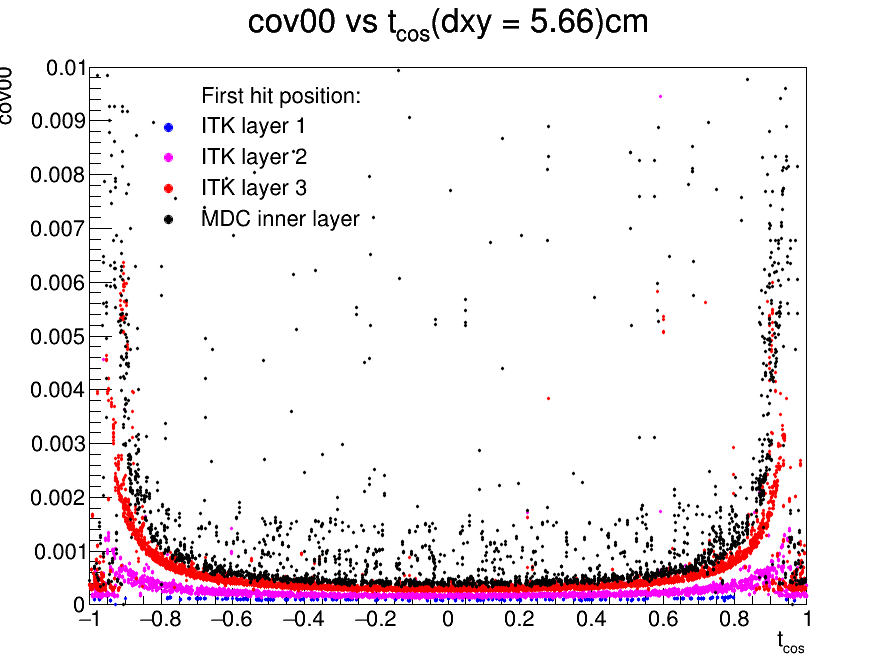 cov00 vs t_cos(dxy = 5.66)cm
cov00
0.01
0.009
0.008
0.007
0.006
0.005
0.004
0.003
0.002
0.001
0
First hit position:
ITK layer 1
ITK layer 2
ITK layer 3
MDC inner layer
−1 −0.8 −0.6 −0.4 −0.2 0 0.2 0.4 0.6 0.8 1
t_cos